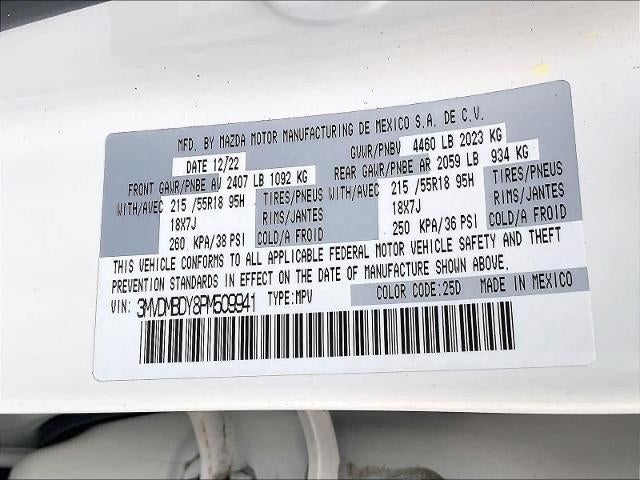 MFD. BY MAZDA MOTOR MANUFACTURING DE MEXICO S.A. DE C.V.
DATE 12/22 GVWR/PNBV 4460 LB 2023 KG
FRONT GAWR/PNBE AV 2407 LB 1092 KG REAR GAWR/PNBE AR 2059 LB 934 KG
WITH/AVEC 215 /55R18 95H TIRES/PNEUS WITH/AVEC 215 /55R18 95H TIRES/PNEUS
18X7J RIMS/JANTES 18X7J RIMS/JANTES
260 KPA/38 PSI COLD/A FROID 250 KPA/36 PSI COLD/A FROID
THIS VEHICLE CONFORMS TO ALL APPLICABLE FEDERAL MOTOR VEHICLE SAFETY AND THEFT
PREVENTION STANDARDS IN EFFECT ON THE DATE OF MANUFACTURE SHOWN ABOVE.
VIN: 3MVDMBDY8PM509941 TYPE:MPV COLOR CODE:25D MADE IN MEXICO